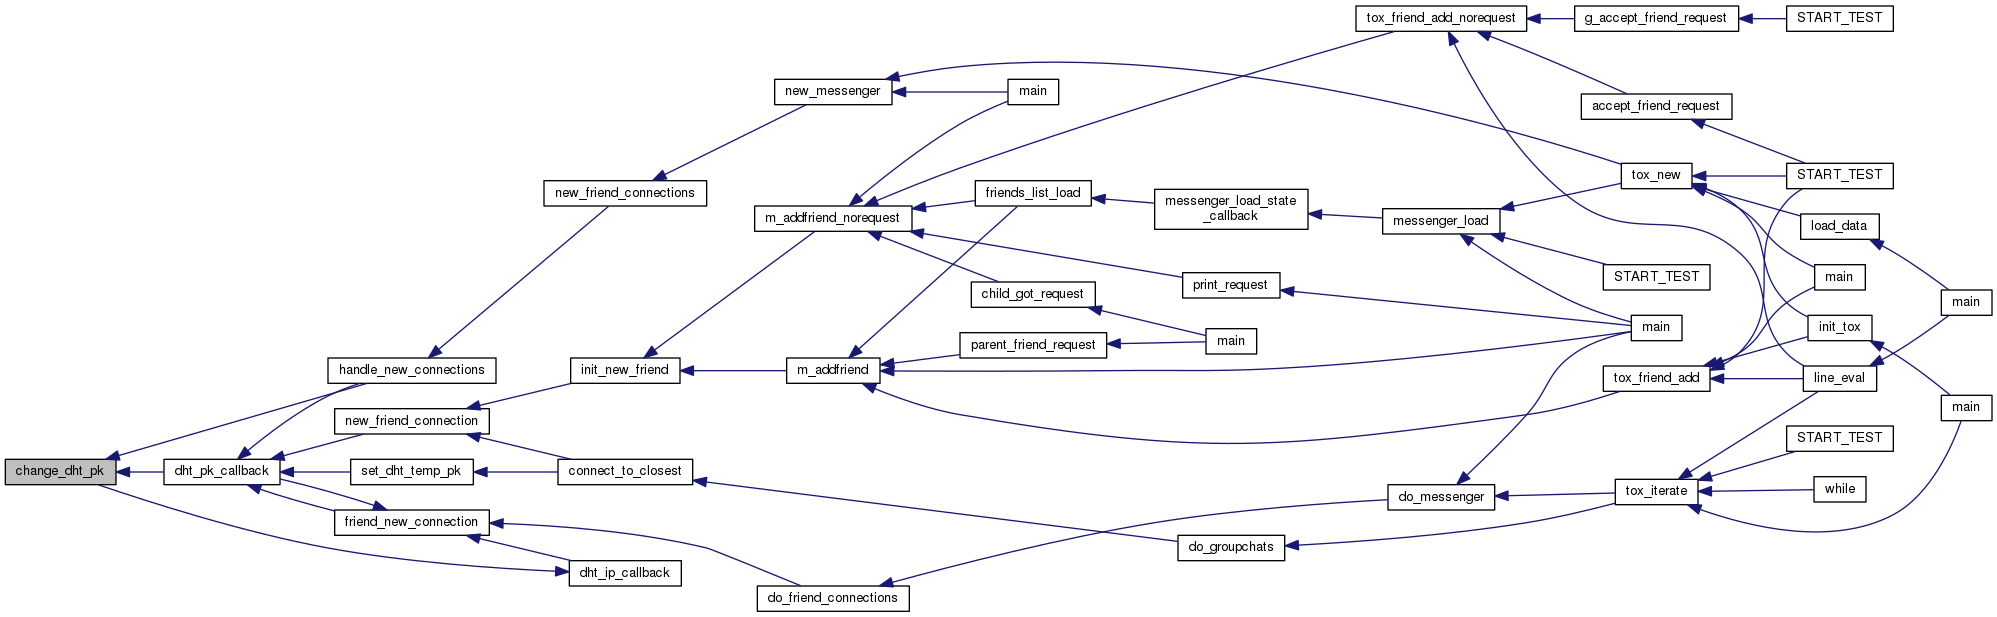 tox_friend_add_norequest
g_accept_friend_request
START_TEST
new_messenger
main
accept_friend_request
new_friend_connections
friends_list_load
messenger_load_state
_callback
tox_new
START_TEST
m_addfriend_norequest
messenger_load
load_data
START_TEST
main
child_got_request
print_request
main
main
init_tox
parent_friend_request
main
handle_new_connections
init_new_friend
m_addfriend
tox_friend_add
line_eval
main
new_friend_connection
START_TEST
change_dht_pk
dht_pk_callback
set_dht_temp_pk
connect_to_closest
do_messenger
tox_iterate
while
friend_new_connection
do_groupchats
dht_ip_callback
do_friend_connections